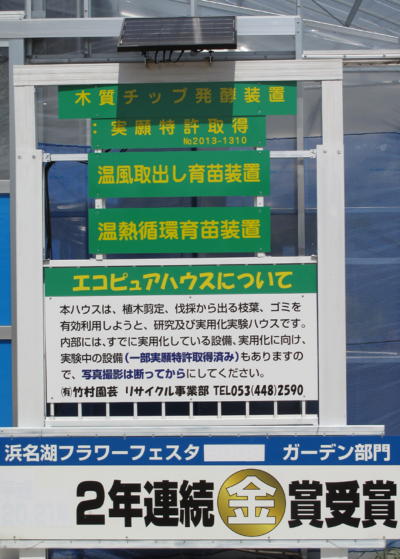 木質チップ発酵装置
:実願特許取得
No2013-1310
温風取出し育苗装置
温熱循環育苗装置
エコピュアハウスについて
本ハウスは、植木剪定、伐採から出る枝葉、ゴミを
有効利用しようと、研究及び実用化実験ハウスです。
内部には、すでに実用化している設備、実用化に向け、
実験中の設備(一部実願特許取得済み)もありますの
で、写真撮影は断ってからにしてください。
㈲竹村園芸 リサイクル事業部 TEL053(448)2590
浜名湖フラワーフェスタ ガーデン部門
2年連続金賞受賞